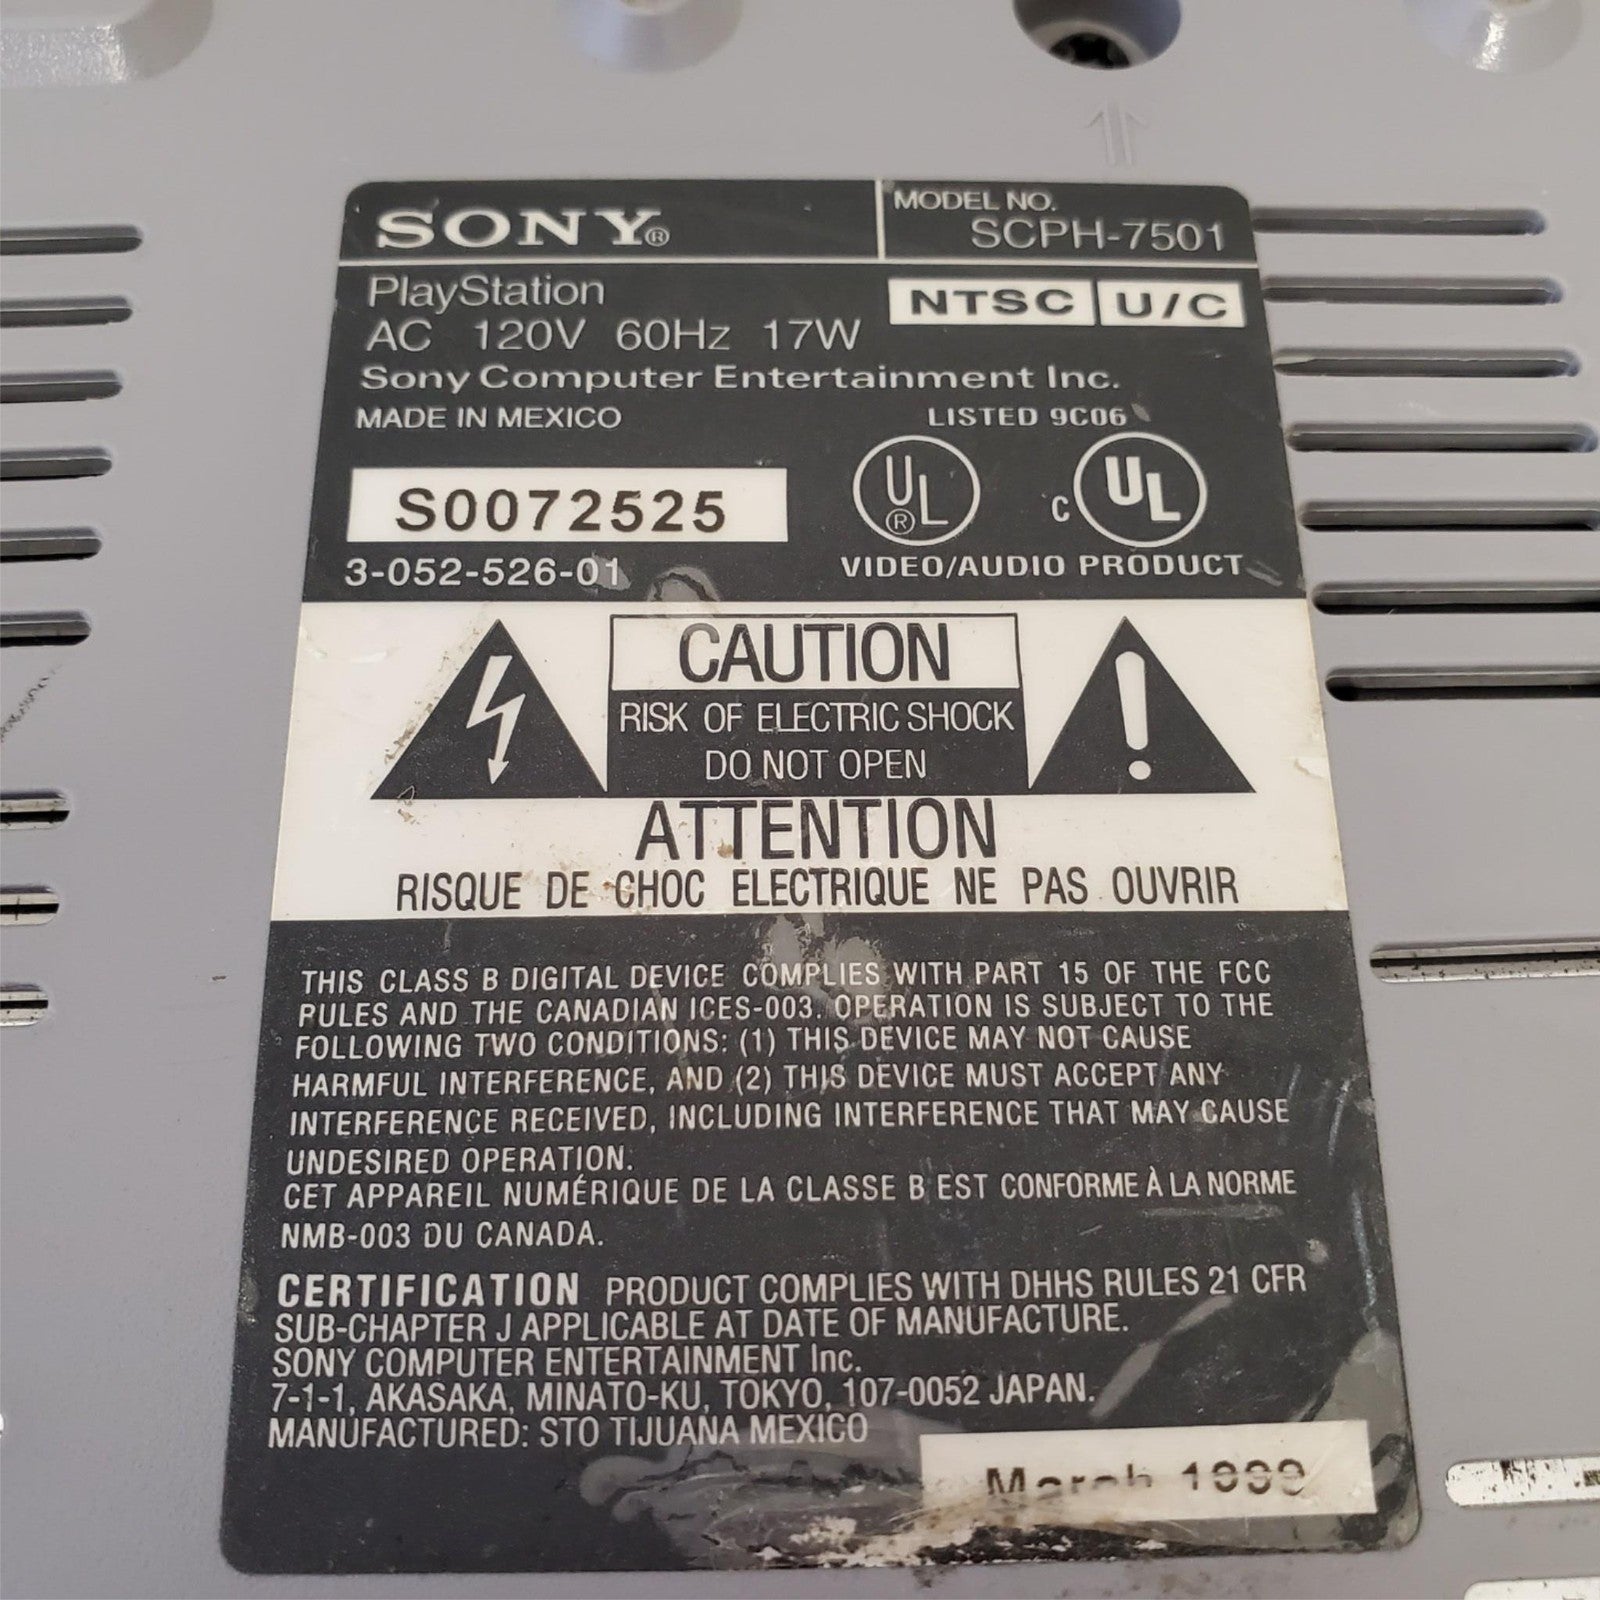 SONY®
MODEL NO.
SCPH-7501
PlayStation
NTSC U/C
AC 120V 60Hz 17W
Sony Computer Entertainment Inc.
MADE IN MEXICO
LISTED 9C06
S0072525
UL® c UL
3-052-526-01
VIDEO/AUDIO PRODUCT
CAUTION
RISK OF ELECTRIC SHOCK
DO NOT OPEN
ATTENTION
RISQUE DE CHOC ELECTRIQUE NE PAS OUVRIR
THIS CLASS B DIGITAL DEVICE COMPLIES WITH PART 15 OF THE FCC
RULES AND THE CANADIAN ICES-003. OPERATION IS SUBJECT TO THE
FOLLOWING TWO CONDITIONS: (1) THIS DEVICE MAY NOT CAUSE
HARMFUL INTERFERENCE, AND (2) THIS DEVICE MUST ACCEPT ANY
INTERFERENCE RECEIVED, INCLUDING INTERFERENCE THAT MAY CAUSE
UNDESIRED OPERATION.
CET APPAREIL NUMÉRIQUE DE LA CLASSE B EST CONFORME À LA NORME
NMB-003 DU CANADA.
CERTIFICATION PRODUCT COMPLIES WITH DHHS RULES 21 CFR
SUB-CHAPTER J APPLICABLE AT DATE OF MANUFACTURE.
SONY COMPUTER ENTERTAINMENT Inc.
7-1-1, AKASAKA, MINATO-KU, TOKYO, 107-0052 JAPAN.
MANUFACTURED: STO TIJUANA MEXICO
March 1999